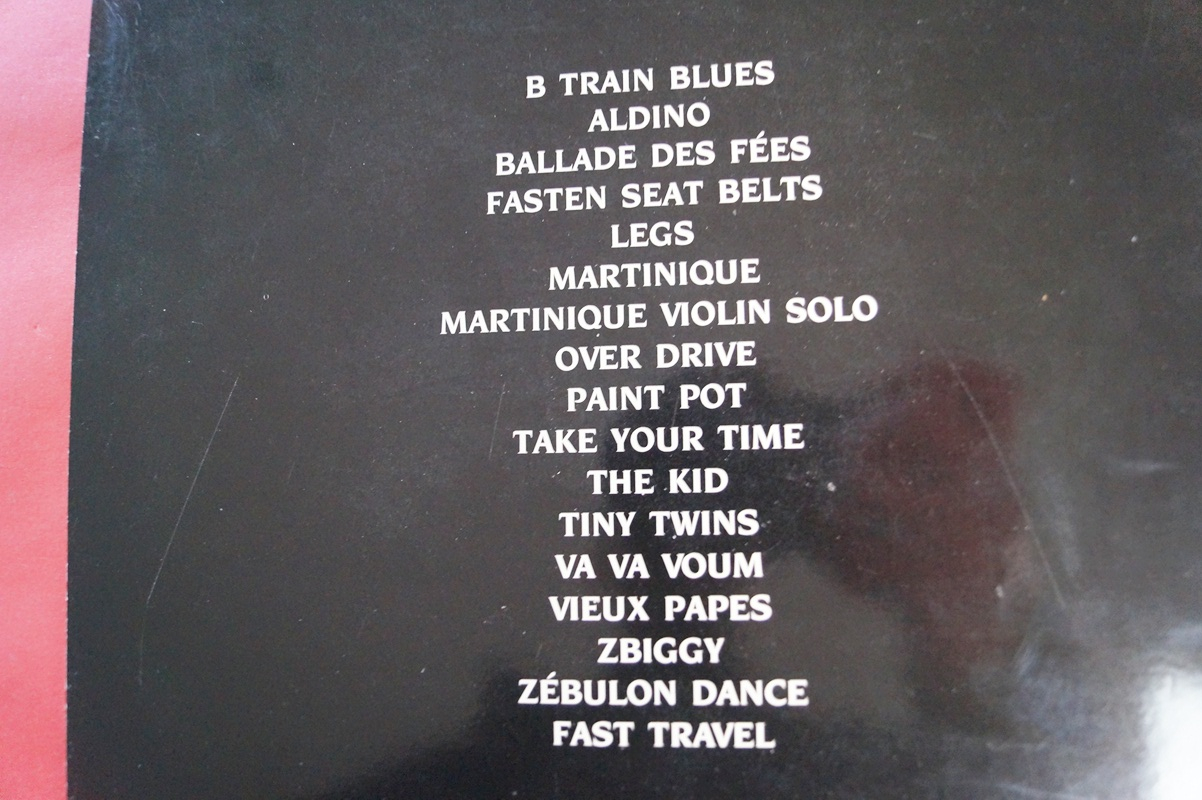 B TRAIN BLUES
ALDINO
BALLADE DES FÉES
FASTEN SEAT BELTS
LEGS
MARTINIQUE
MARTINIQUE VIOLIN SOLO
OVER DRIVE
PAINT POT
TAKE YOUR TIME
THE KID
TINY TWINS
VA VA VOUM
VIEUX PAPES
ZBIGGY
ZÉBULON DANCE
FAST TRAVEL